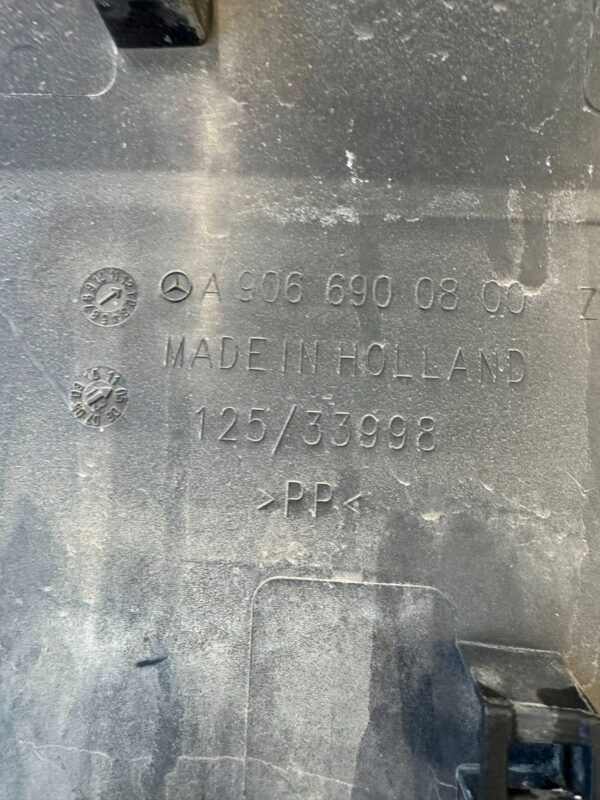 A 906 690 08 00
Z
MADE IN HOLLAND
125/33998
>PP<